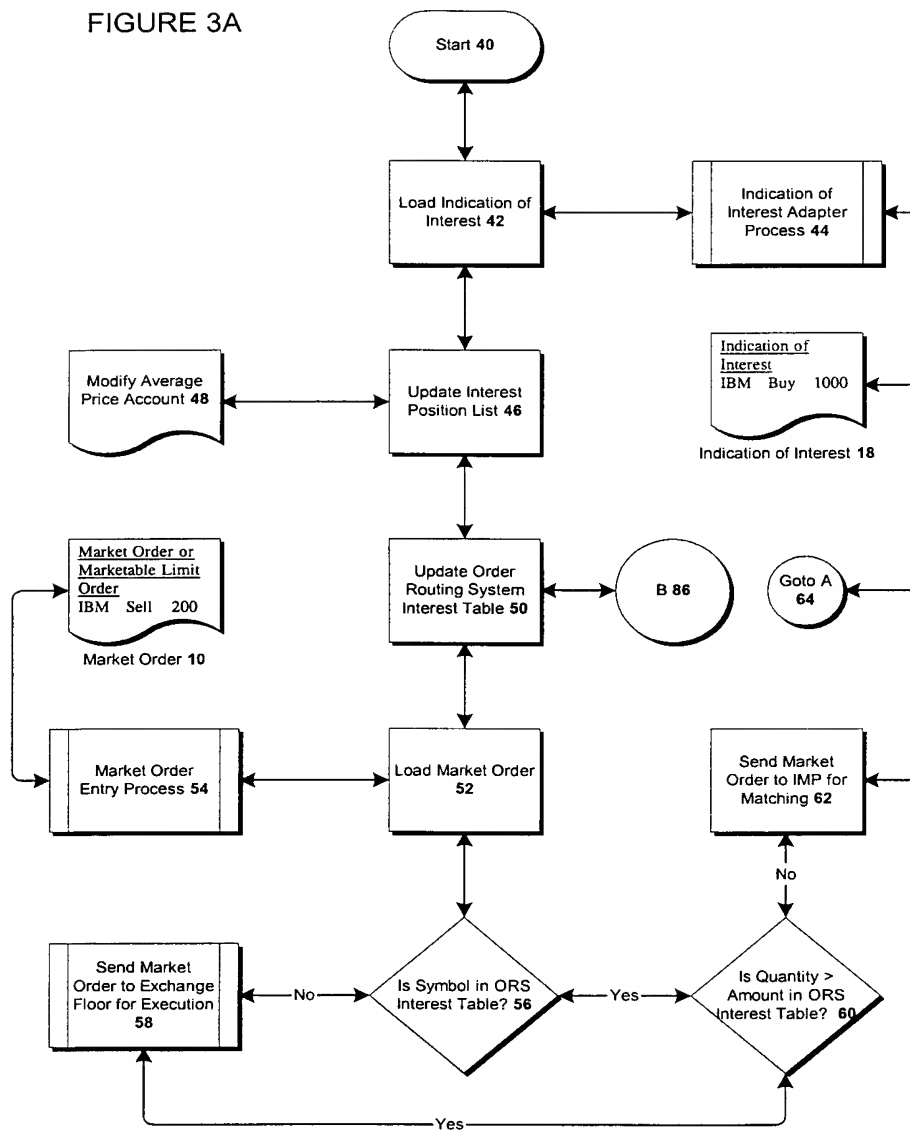 FIGURE 3A
Start 40
Load Indication of
Interest 42
Indication of
Interest Adapter
Process 44
Modify Average
Price Account 48
Update Interest
Position List 46
Indication of
Interest
IBM Buy 1000
Indication of Interest 18
Market Order or
Marketable Limit
Order
IBM Sell 200
Market Order 10
Update Order
Routing System
Interest Table 50
B 86
Goto A
64
Market Order
Entry Process 54
Load Market Order
52
Send Market
Order to IMP for
Matching 62
No
Send Market
Order to Exchange
Floor for Execution
58
No
Is Symbol in ORS
Interest Table? 56
Yes
Is Quantity >
Amount in ORS
Interest Table? 60
Yes